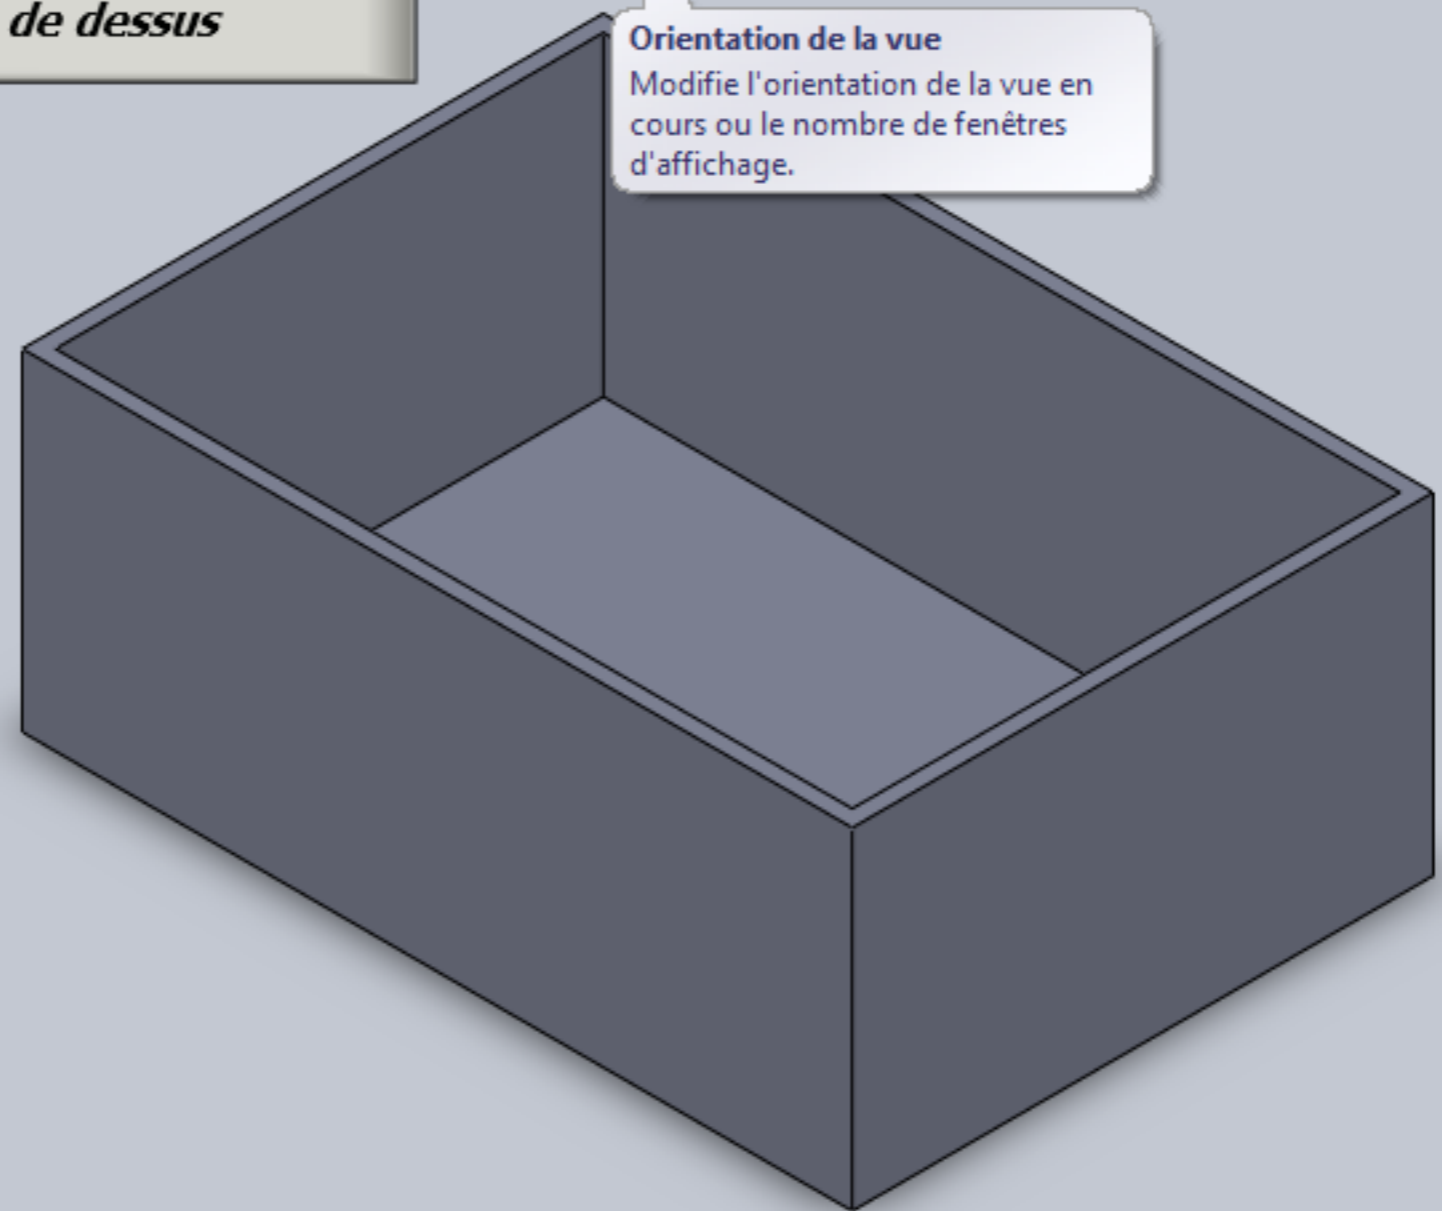 de dessus
Orientation de la vue
Modifie l'orientation de la vue en
cours ou le nombre de fenêtres
d'affichage.